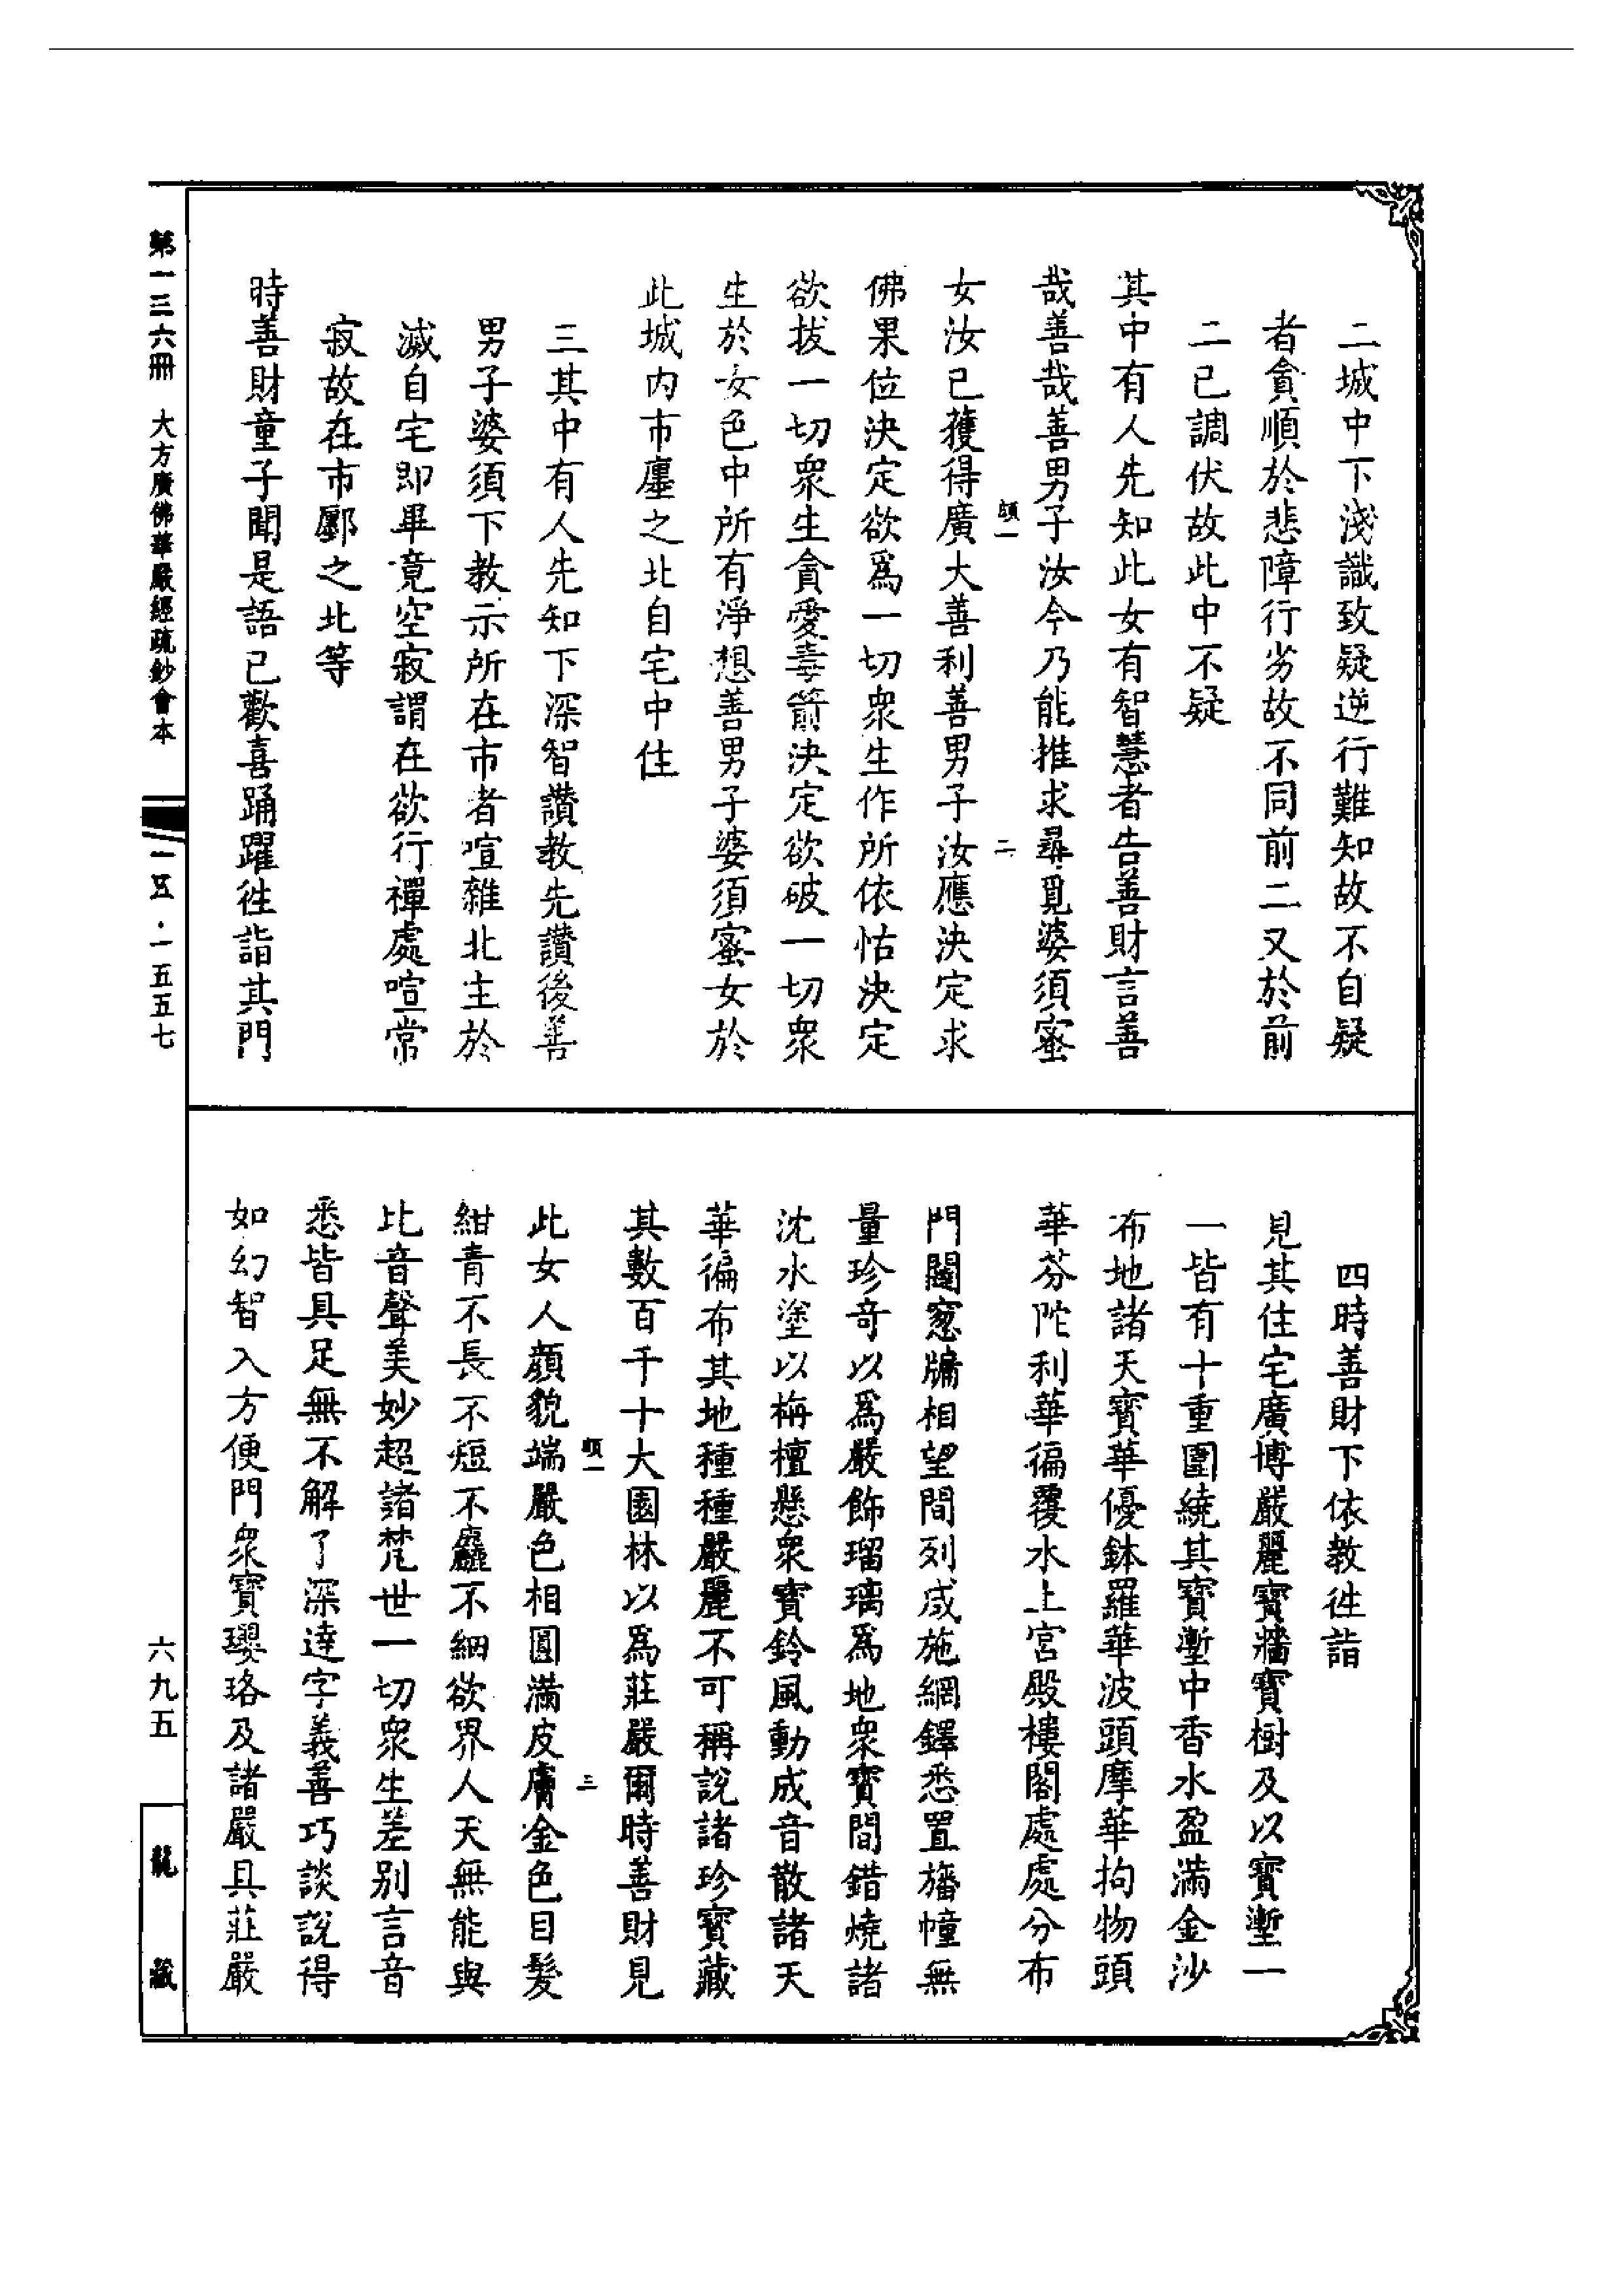 二城中下淺識致疑逆行難知故不自疑
者貪順於悲障行劣故不同前二又於前
二已調伏故此中不疑
其中有人先知此女有智慧者告善財言善
哉善哉善男子汝今乃能推求尋覓婆須蜜
女汝已獲得廣大善利善男子汝應決定求
佛果位決定欲爲一切衆生作所依怙決定
欲拔一切衆生貪愛毒箭決定欲破一切衆
生於女色中所有淨想善男子婆須蜜女於
此城內市廛之北自宅中住
三其中有人先知下深智讚教先讚後善
男子婆須下教示所在市者喧雜北主於
滅自宅即畢竟空寂謂在欲行禪處喧常
寂故在市鄽之北等
時善財童子聞是語已歡喜踊躍往詣其門
四時善財下依教往詣
見其住宅廣博嚴麗寶牆寶樹及以寶塹一
一皆有十重圍繞其寶塹中香水盈滿金沙
布地諸天寶華優鉢羅華波頭摩華拘物頭
華芬陀利華徧覆水上宮殿樓閣處處分布
門闥窓牖相望間列咸施網鐸悉置旛幢無
量珍奇以爲嚴飾瑠璃爲地衆寶間錯燒諸
沈水塗以栴檀懸衆寶鈴風動成音散諸天
華徧布其地種種嚴麗不可稱說諸珍寶藏
其數百千十大園林以爲莊嚴爾時善財見
此女人顏貌端嚴色相圓滿皮膚金色目髮
紺青不長不短不麤不細欲界人天無能與
比音聲美妙超諸梵世一切衆生差別言音
悉皆具足無不解了深達字義善巧談說得
如幻智入方便門衆寶瓔珞及諸嚴具莊嚴
第一三六冊 大方廣佛華嚴經疏鈔會本
一五五·一五五七
六九五
龍藏
頓一
二
頓一
三